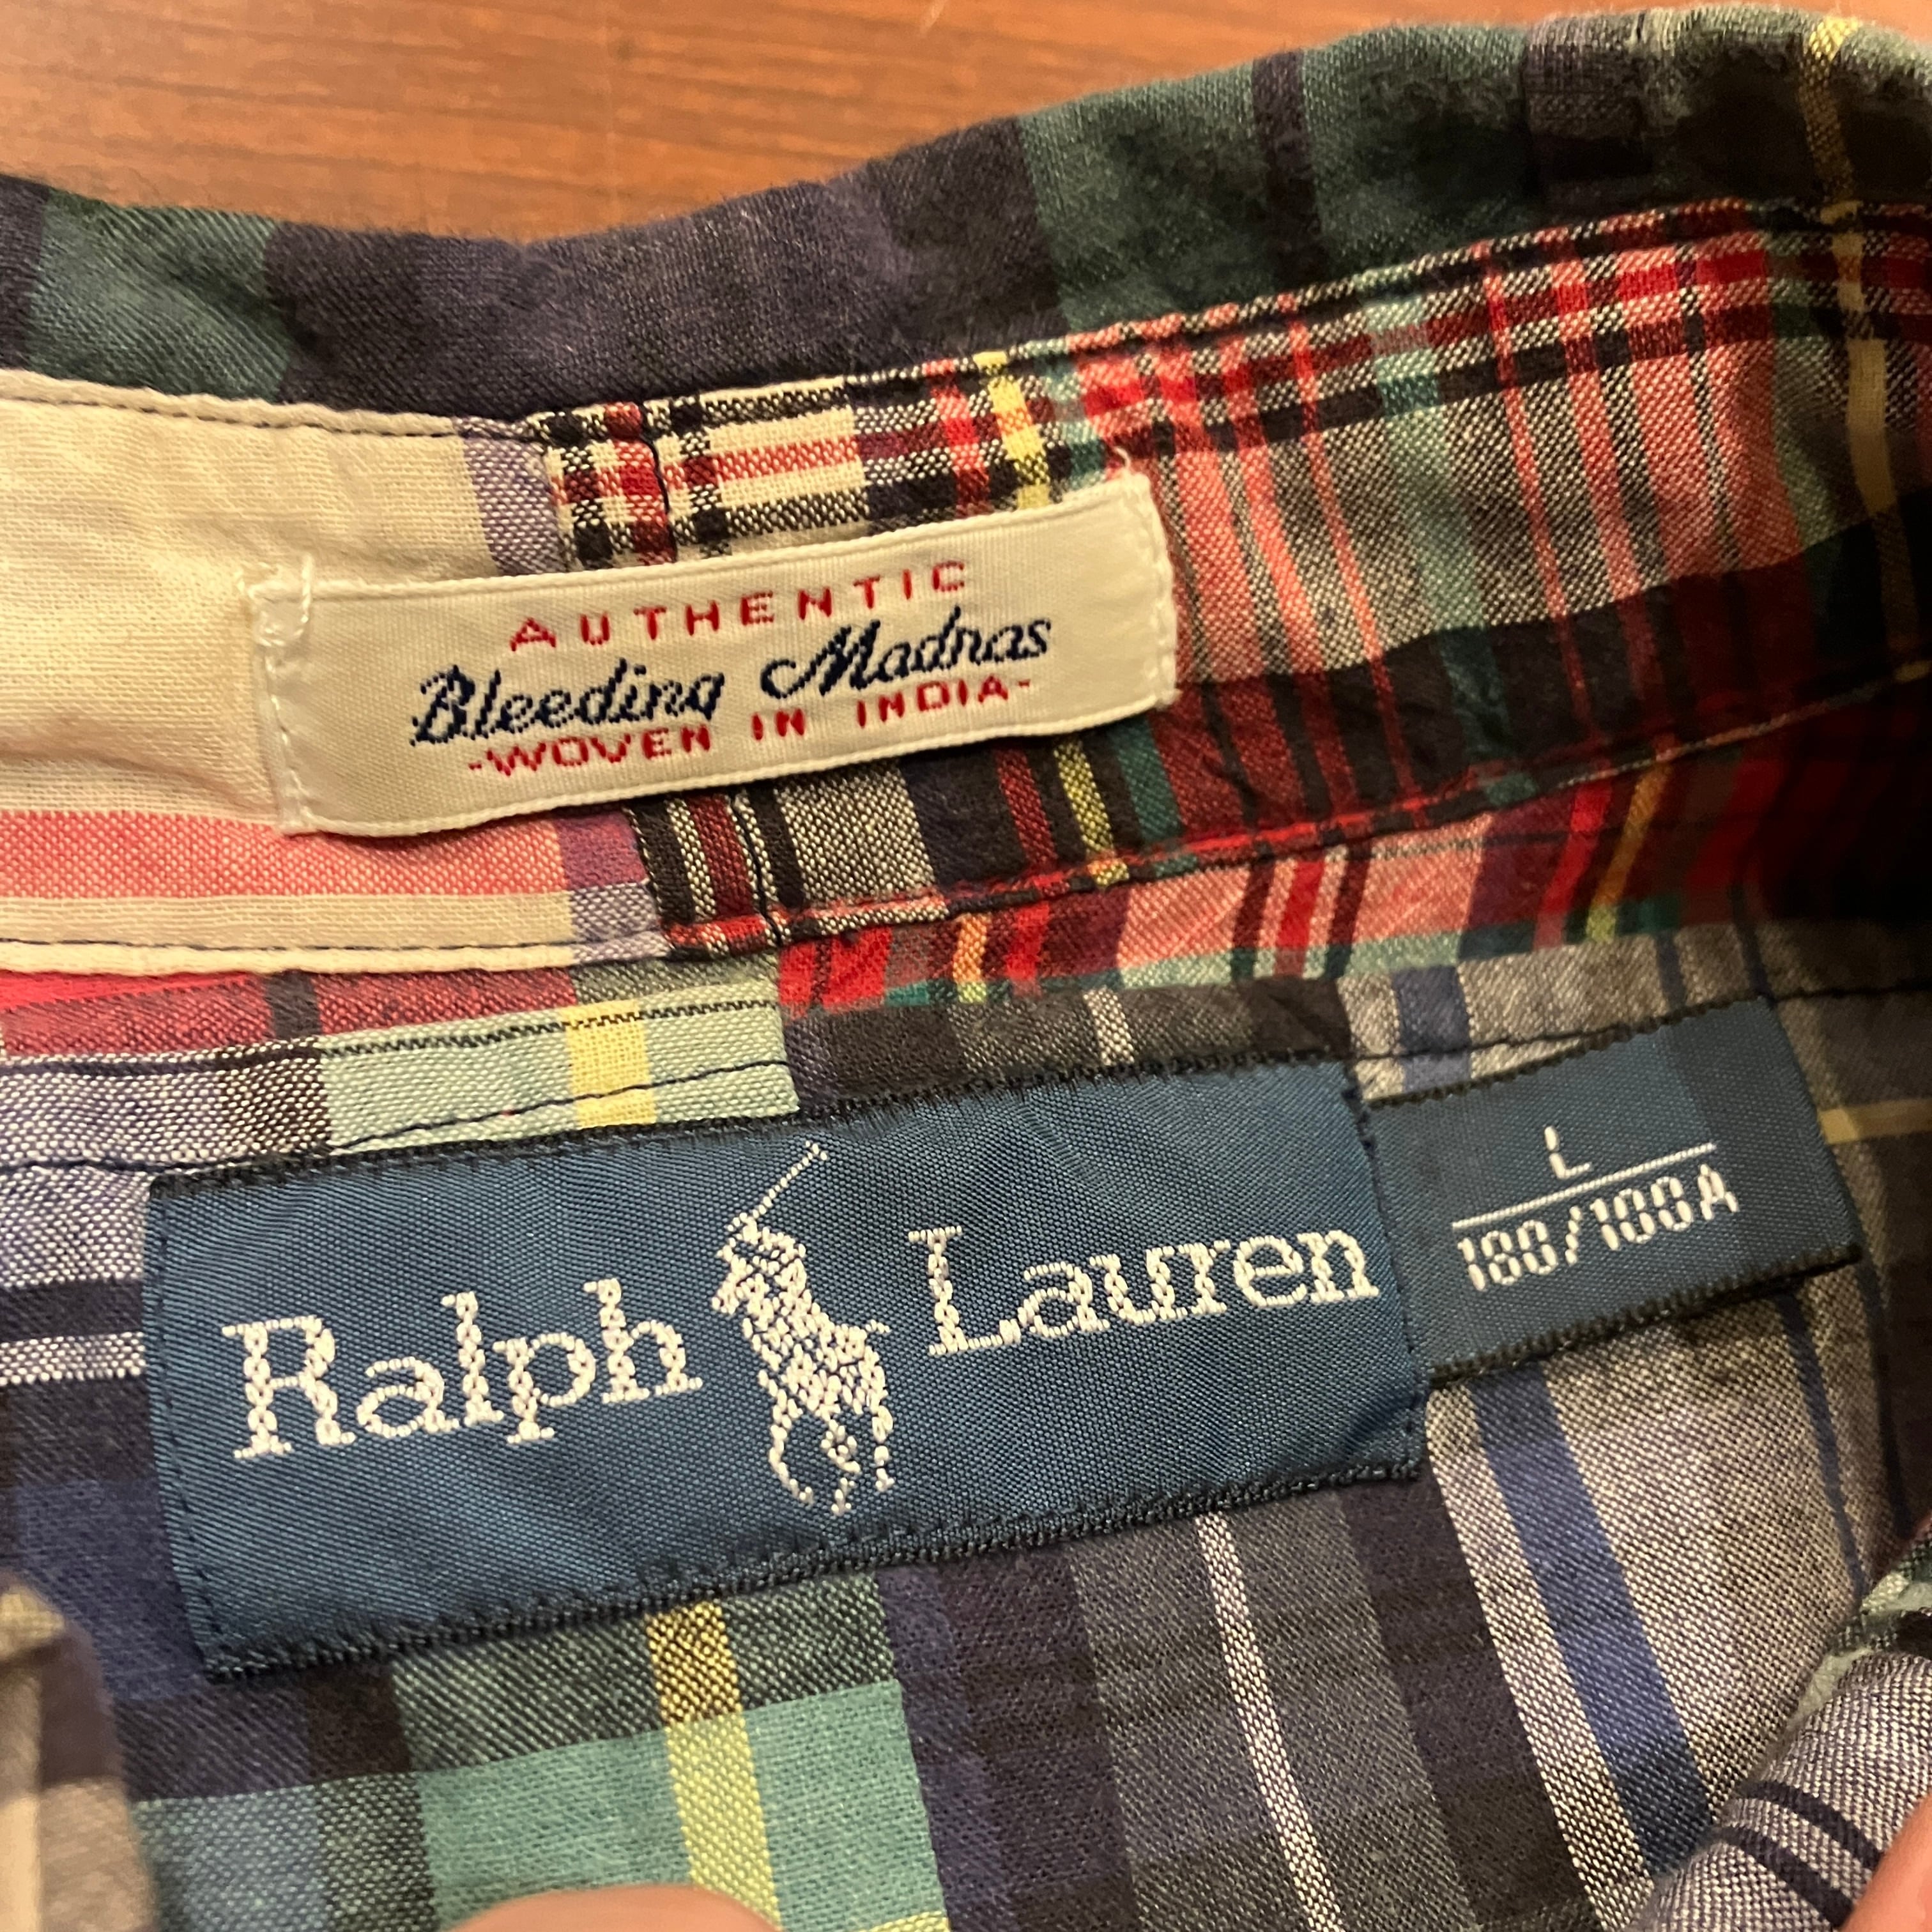 AUTHENTIC
Bleeding Madras
-WOVEN IN INDIA-
Ralph Lauren
L
180/100A